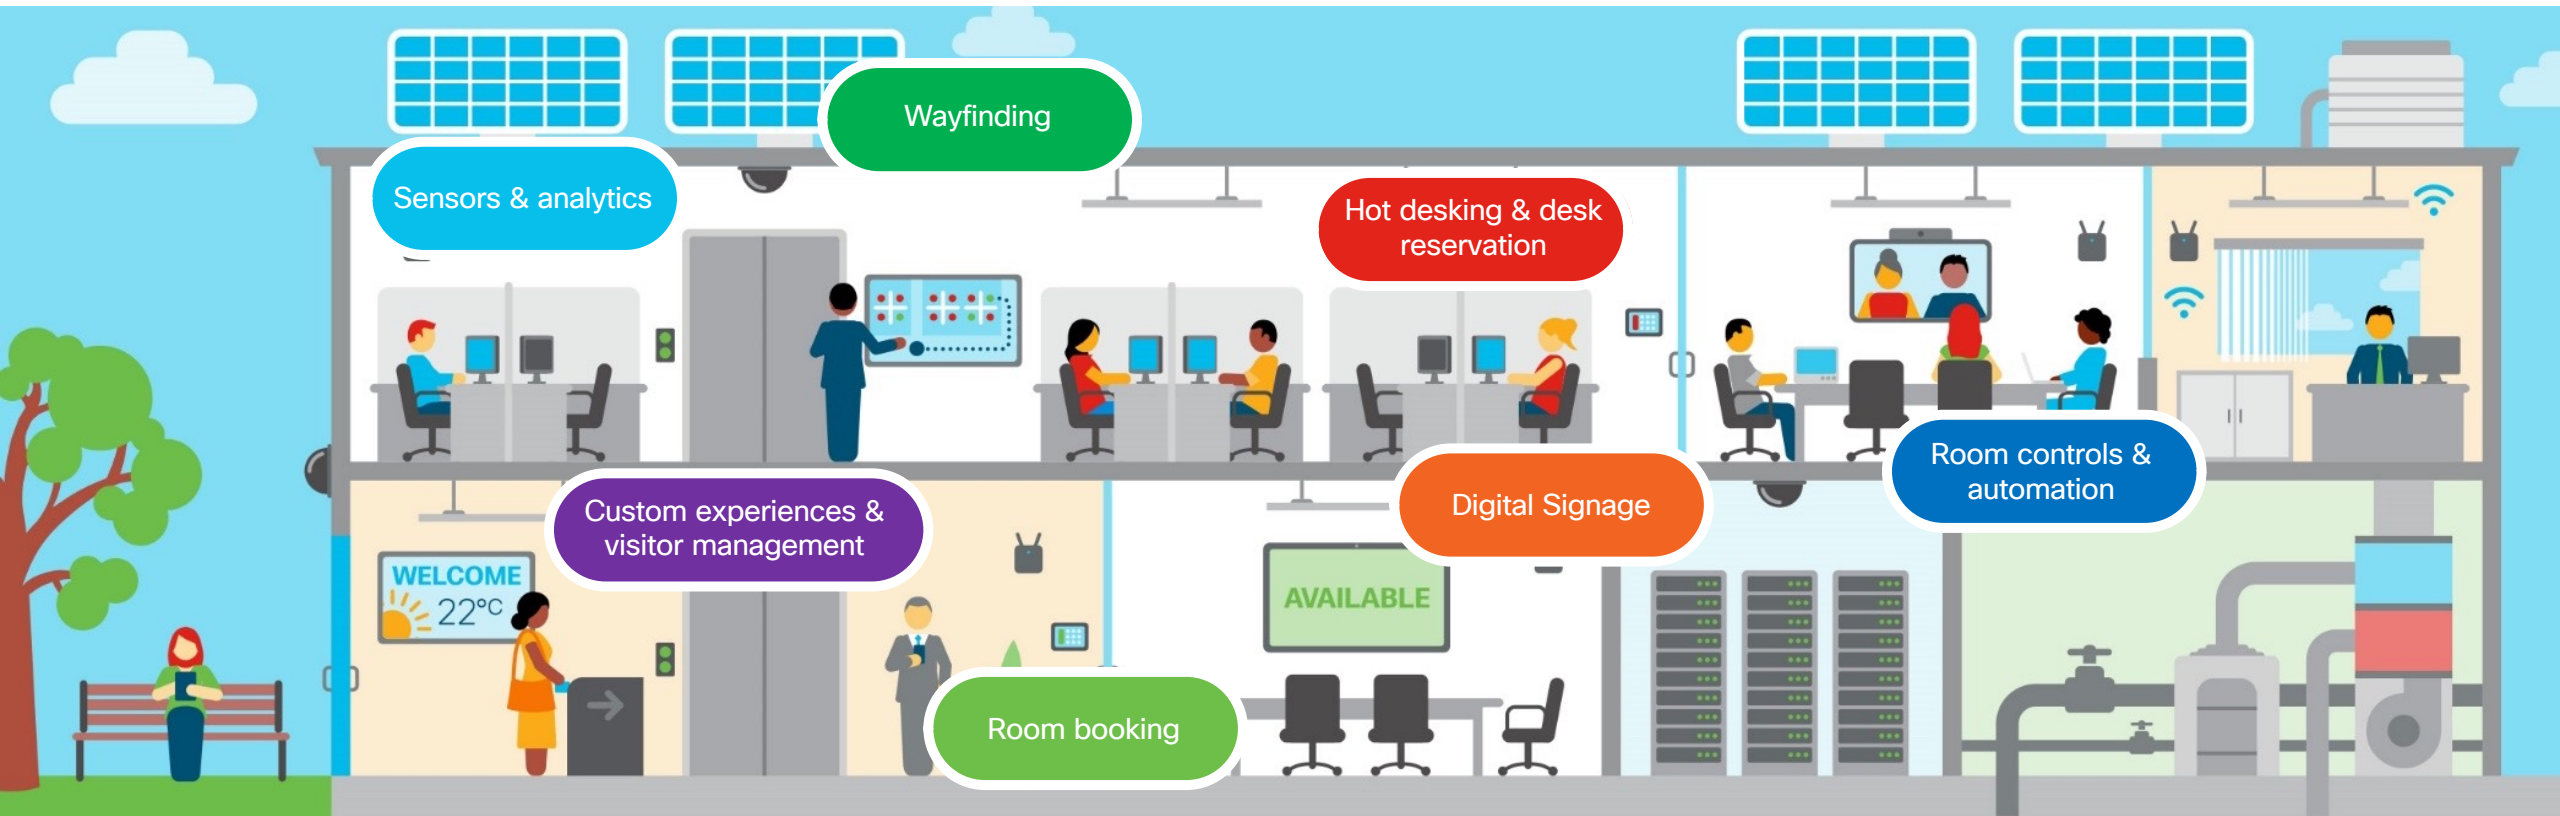 Wayfinding
Sensors & analytics
Hot desking & desk
reservation
Room controls &
automation
Custom experiences &
visitor management
Digital Signage
WELCOME
22°C
AVAILABLE
Room booking